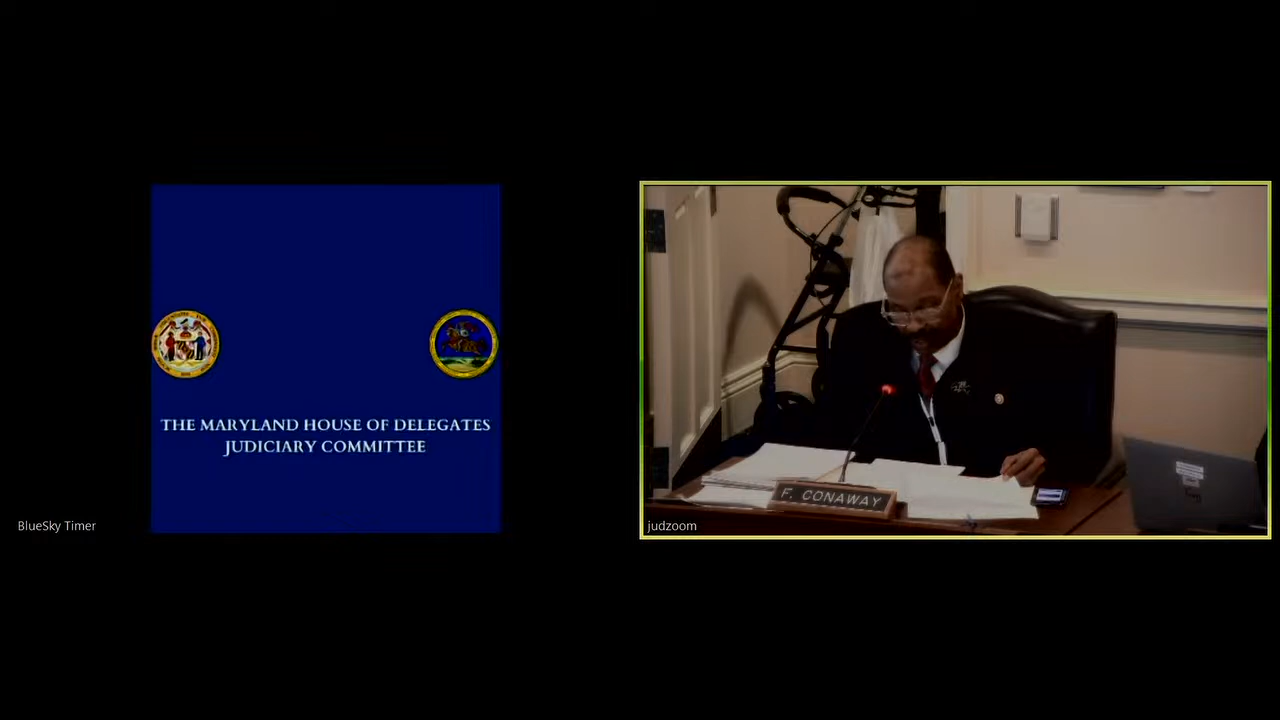 THE MARYLAND HOUSE OF DELEGATES
JUDICIARY COMMITTEE
BlueSky Timer
F. CONAWAY
judzoom